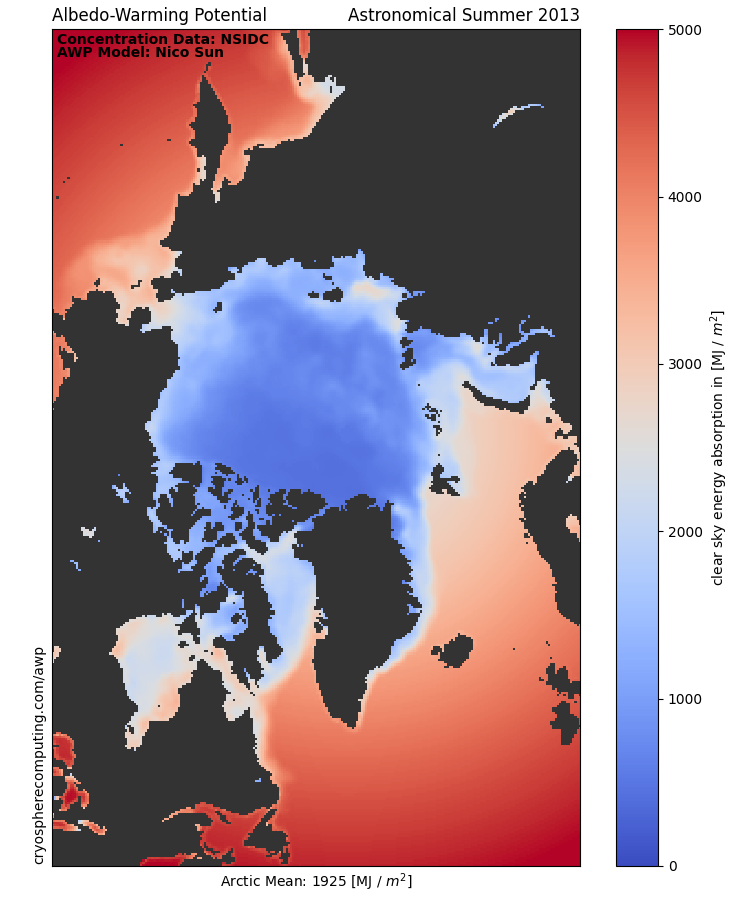 Albedo-Warming Potential
Astronomical Summer 2013
Concentration Data: NSIDC
AWP Model: Nico Sun
5000
4000
3000
2000
1000
0
clear sky energy absorption in [MJ / m²]
cryospherecomputing.com/awp
Arctic Mean: 1925 [MJ / m²]